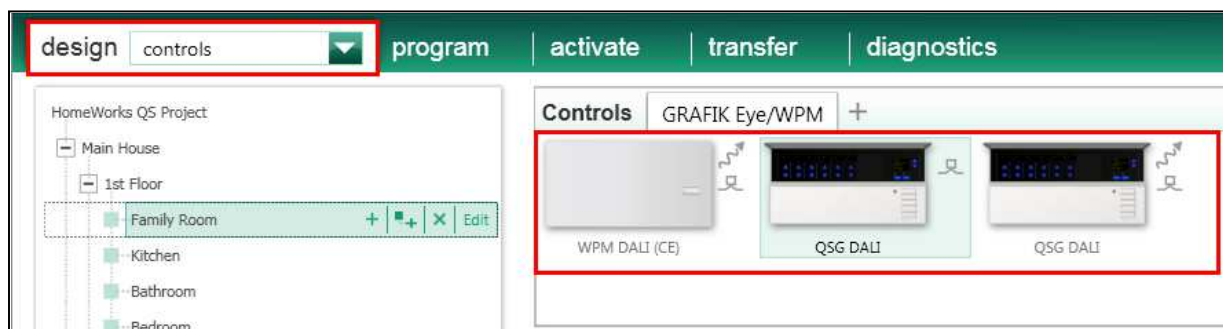 design controls program activate transfer diagnostics
HomeWorks QS Project
Main House
1st Floor
Family Room Edit
Kitchen
Bathroom
Bedroom
Controls GRAFIK Eye/WPM +
WPM DALI (CE) QSG DALI QSG DALI